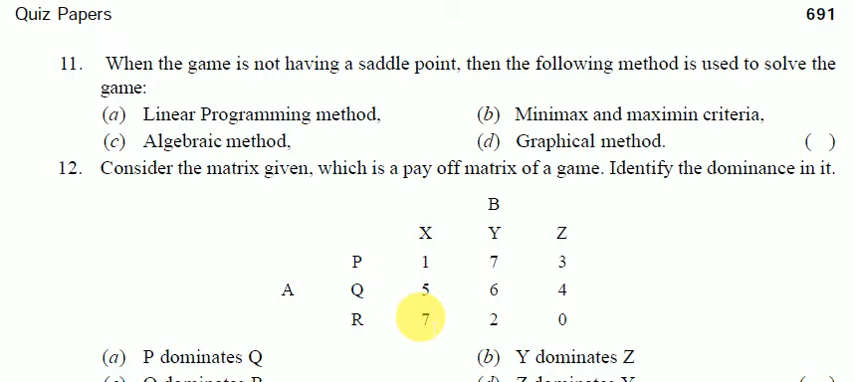 Quiz Papers 691
11. When the game is not having a saddle point, then the following method is used to solve the
game:
(a) Linear Programming method, (b) Minimax and maximin criteria,
(c) Algebraic method, (d) Graphical method. ( )
12. Consider the matrix given, which is a pay off matrix of a game. Identify the dominance in it.
B
X Y Z
P 1 7 3
A Q 5 6 4
R 7 2 0
(a) P dominates Q (b) Y dominates Z